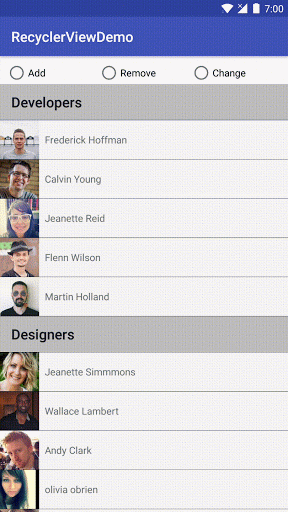 7:00
RecyclerViewDemo
Add Remove Change
Developers
Frederick Hoffman
Calvin Young
Jeanette Reid
Flenn Wilson
Martin Holland
Designers
Jeanette Simmmons
Wallace Lambert
Andy Clark
olivia obrien